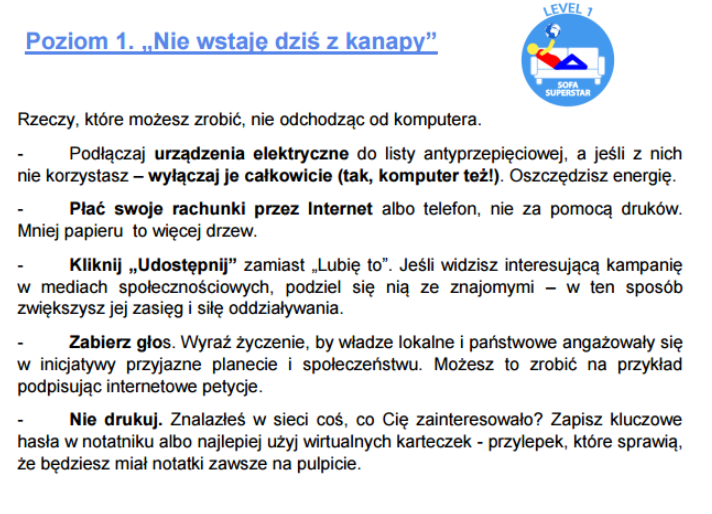 LEVEL 1
Poziom 1. „Nie wstaję dziś z kanapy”
SOFA
SUPERSTAR
Rzeczy, które możesz zrobić, nie odchodząc od komputera.
- Podłączaj urządzenia elektryczne do listy antyprzepięciowej, a jeśli z nich
nie korzystasz – wyłączaj je całkowicie (tak, komputer też!). Oszczędzisz energię.
- Płać swoje rachunki przez Internet albo telefon, nie za pomocą druków.
Mniej papieru to więcej drzew.
- Kliknij „Udostępnij” zamiast „Lubię to”. Jeśli widzisz interesującą kampanię
w mediach społecznościowych, podziel się nią ze znajomymi – w ten sposób
zwiększysz jej zasięg i siłę oddziaływania.
- Zabierz głos. Wyraź życzenie, by władze lokalne i państwowe angażowały się
w inicjatywy przyjazne planecie i społeczeństwu. Możesz to zrobić na przykład
podpisując internetowe petycje.
- Nie drukuj. Znalazłeś w sieci coś, co Cię zainteresowało? Zapisz kluczowe
hasła w notatniku albo najlepiej użyj wirtualnych karteczek - przylepek, które sprawią,
że będziesz miał notatki zawsze na pulpicie.